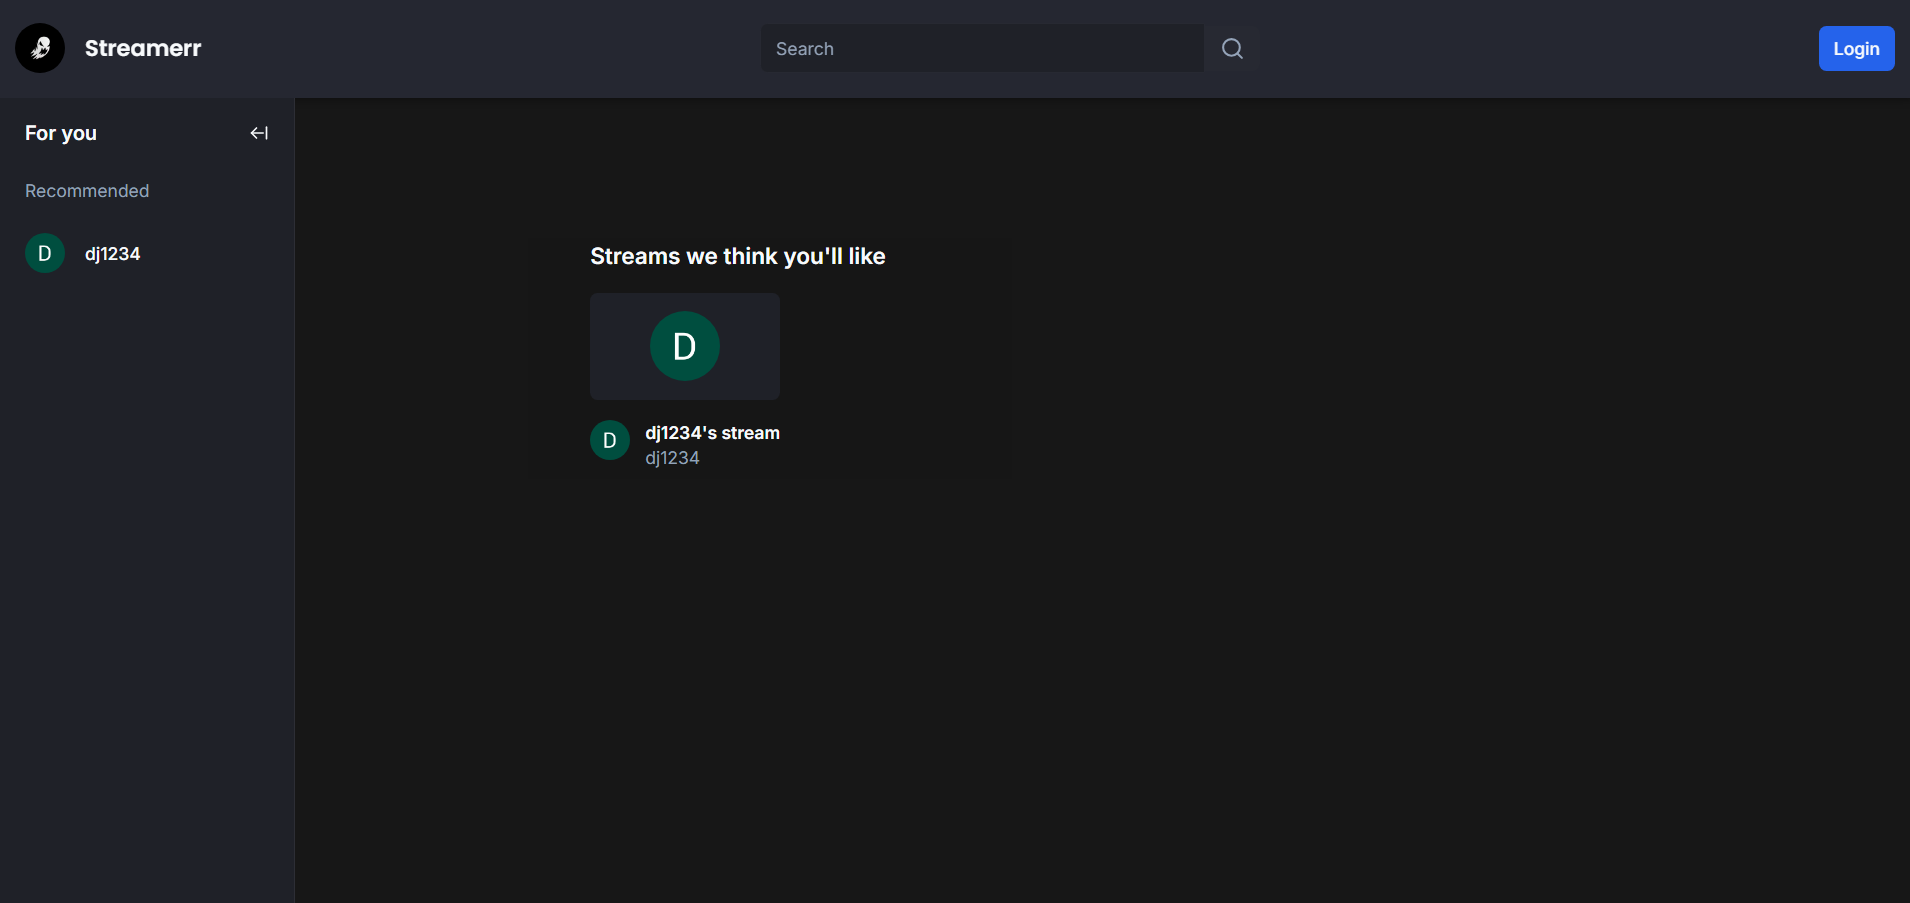 Streamerr
Search
Login
For you
Recommended
D
dj1234
Streams we think you'll like
D
D
dj1234's stream
dj1234